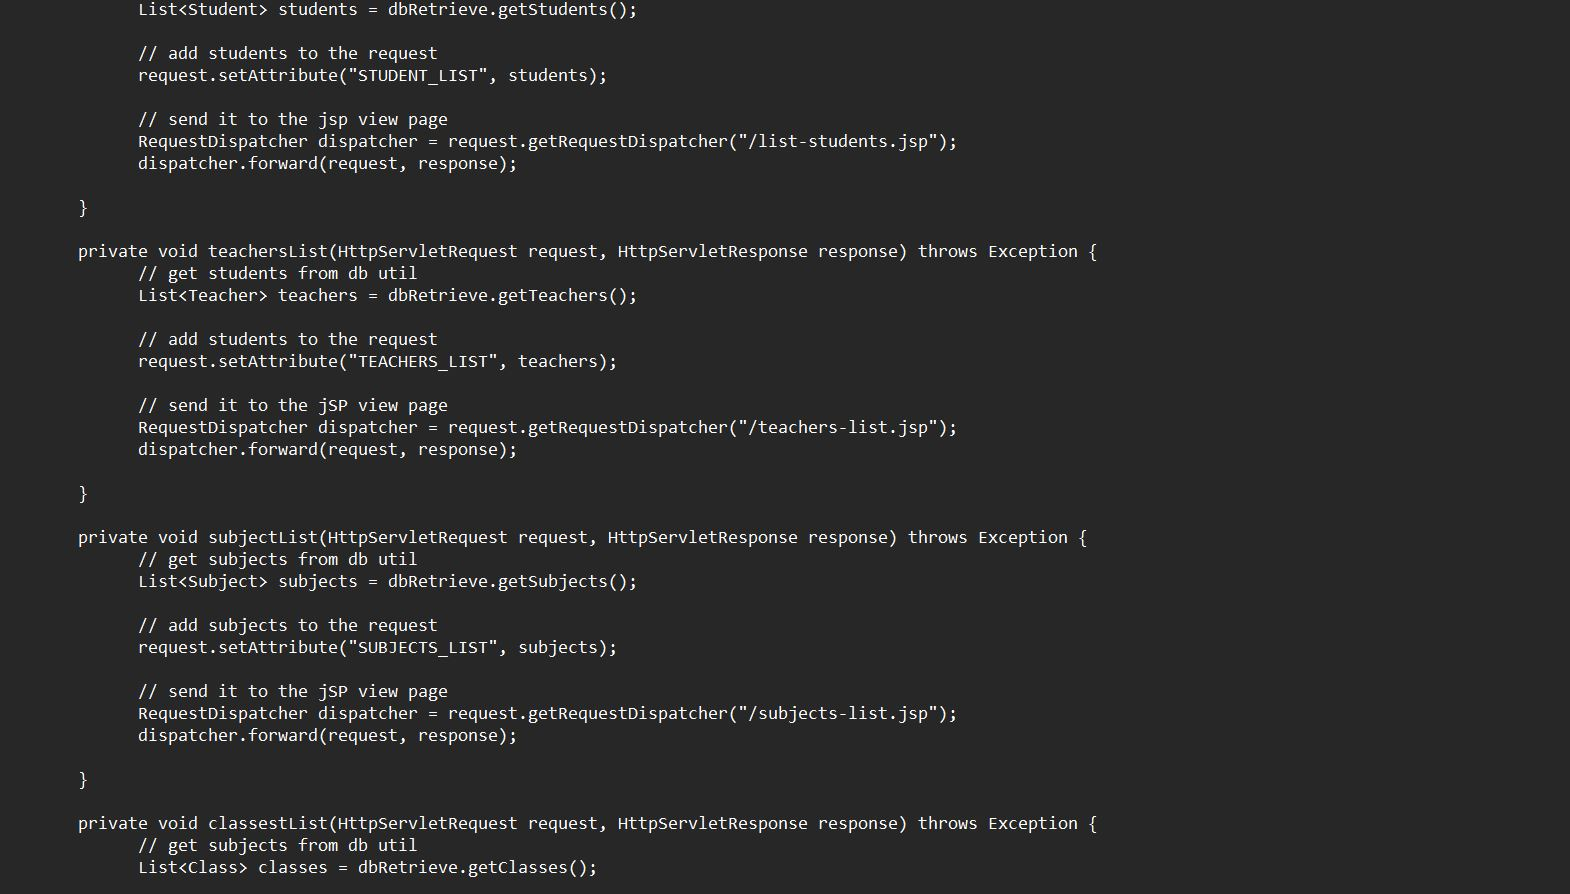 List<Student> students = dbRetrieve.getStudents();
// add students to the request
request.setAttribute("STUDENT_LIST", students);
// send it to the jsp view page
RequestDispatcher dispatcher = request.getRequestDispatcher("/list-students.jsp");
dispatcher.forward(request, response);
}
private void teachersList(HttpServletRequest request, HttpServletResponse response) throws Exception {
// get students from db util
List<Teacher> teachers = dbRetrieve.getTeachers();
// add students to the request
request.setAttribute("TEACHERS_LIST", teachers);
// send it to the jSP view page
RequestDispatcher dispatcher = request.getRequestDispatcher("/teachers-list.jsp");
dispatcher.forward(request, response);
}
private void subjectList(HttpServletRequest request, HttpServletResponse response) throws Exception {
// get subjects from db util
List<Subject> subjects = dbRetrieve.getSubjects();
// add subjects to the request
request.setAttribute("SUBJECTS_LIST", subjects);
// send it to the jSP view page
RequestDispatcher dispatcher = request.getRequestDispatcher("/subjects-list.jsp");
dispatcher.forward(request, response);
}
private void classestList(HttpServletRequest request, HttpServletResponse response) throws Exception {
// get subjects from db util
List<Class> classes = dbRetrieve.getClasses();